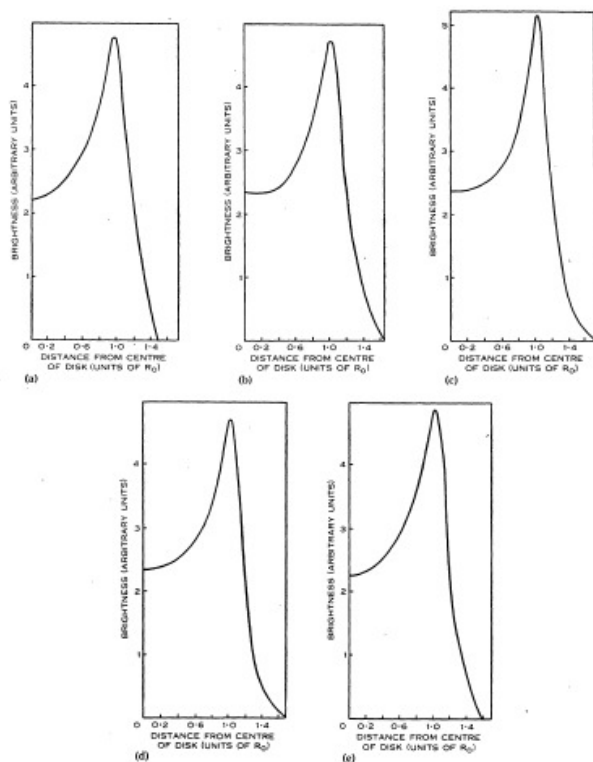 BRIGHTNESS (ARBITRARY UNITS)
4
3
2
1
0 0·2 0·6 1·0 1·4
DISTANCE FROM CENTRE
OF DISK (UNITS OF R₀)
(a)
BRIGHTNESS (ARBITRARY UNITS)
4
3
2
1
0 0·2 0·6 1·0 1·4
DISTANCE FROM CENTRE
OF DISK (UNITS OF R₀)
(b)
BRIGHTNESS (ARBITRARY UNITS)
5
4
3
2
1
0 0·2 0·6 1·0 1·4
DISTANCE FROM CENTRE
OF DISK (UNITS OF R₀)
(c)
BRIGHTNESS (ARBITRARY UNITS)
4
3
2
1
0 0·2 0·6 1·0 1·4
DISTANCE FROM CENTRE
OF DISK (UNITS OF R₀)
(d)
BRIGHTNESS (ARBITRARY UNITS)
4
3
2
1
0 0·2 0·6 1·0 1·4
DISTANCE FROM CENTRE
OF DISK (UNITS OF R₀)
(e)